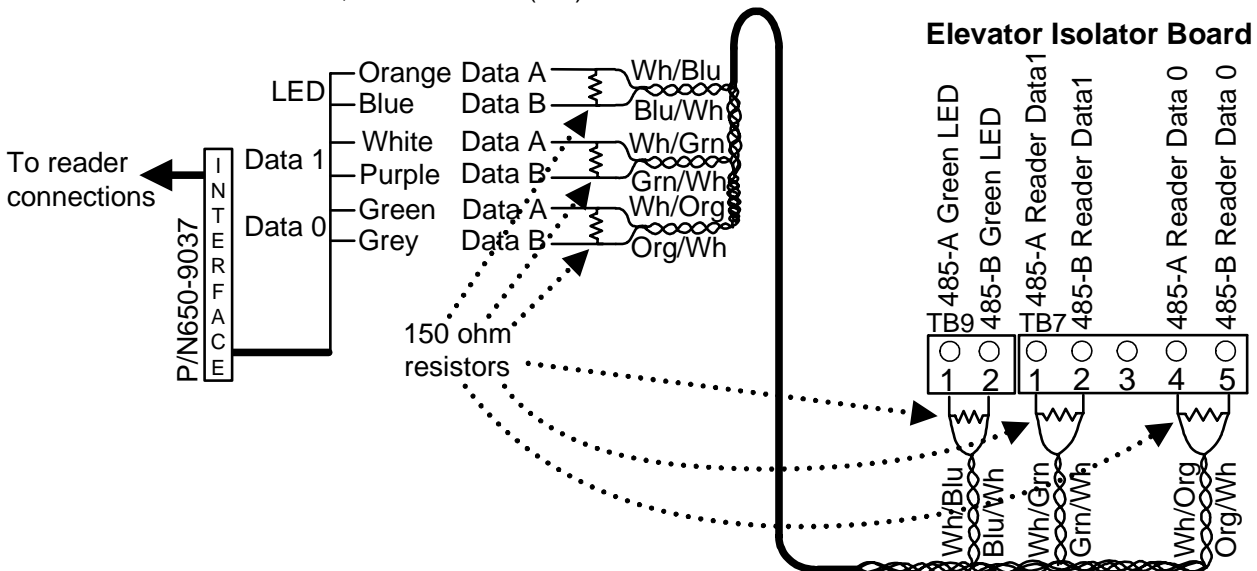 Elevator Isolator Board
LED
Orange Data A Wh/Blu
Blue Data B Blu/Wh
Data 1
White Data A Wh/Grn
Purple Data B Grn/Wh
Data 0
Green Data A Wh/Org
Grey Data B Org/Wh
To reader
connections
INTERFACE
P/N650-9037
150 ohm
resistors
485-A Green LED
485-B Green LED
485-A Reader Data1
485-B Reader Data1
485-A Reader Data 0
485-B Reader Data 0
TB9 TB7
1 2 1 2 3 4 5
Wh/Blu
Blu/Wh
Wh/Grn
Grn/Wh
Wh/Org
Org/Wh